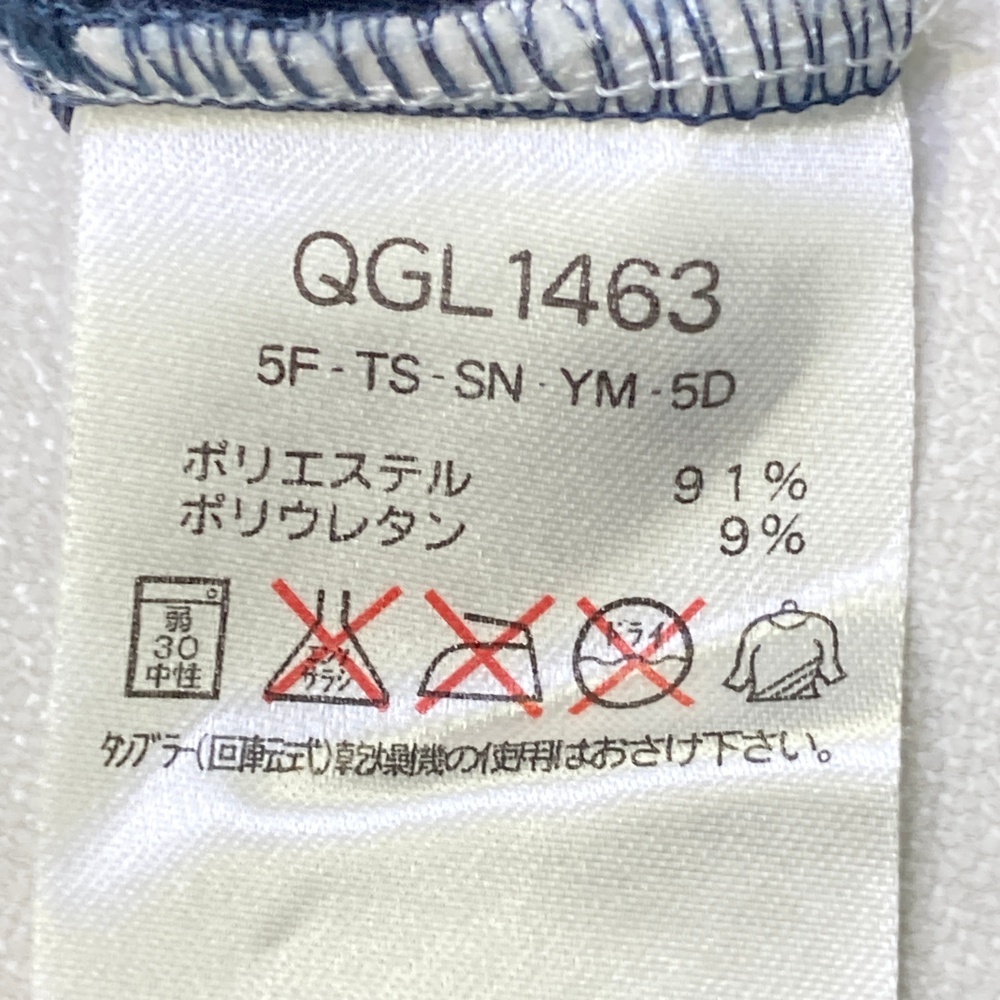 QGL1463
5F-TS-SN-YM-5D
ポリエステル 91%
ポリウレタン 9%
弱
30
中性
エンソ
サラシ
ドライ
タンブラー(回転式)乾燥機の使用はおさけ下さい。